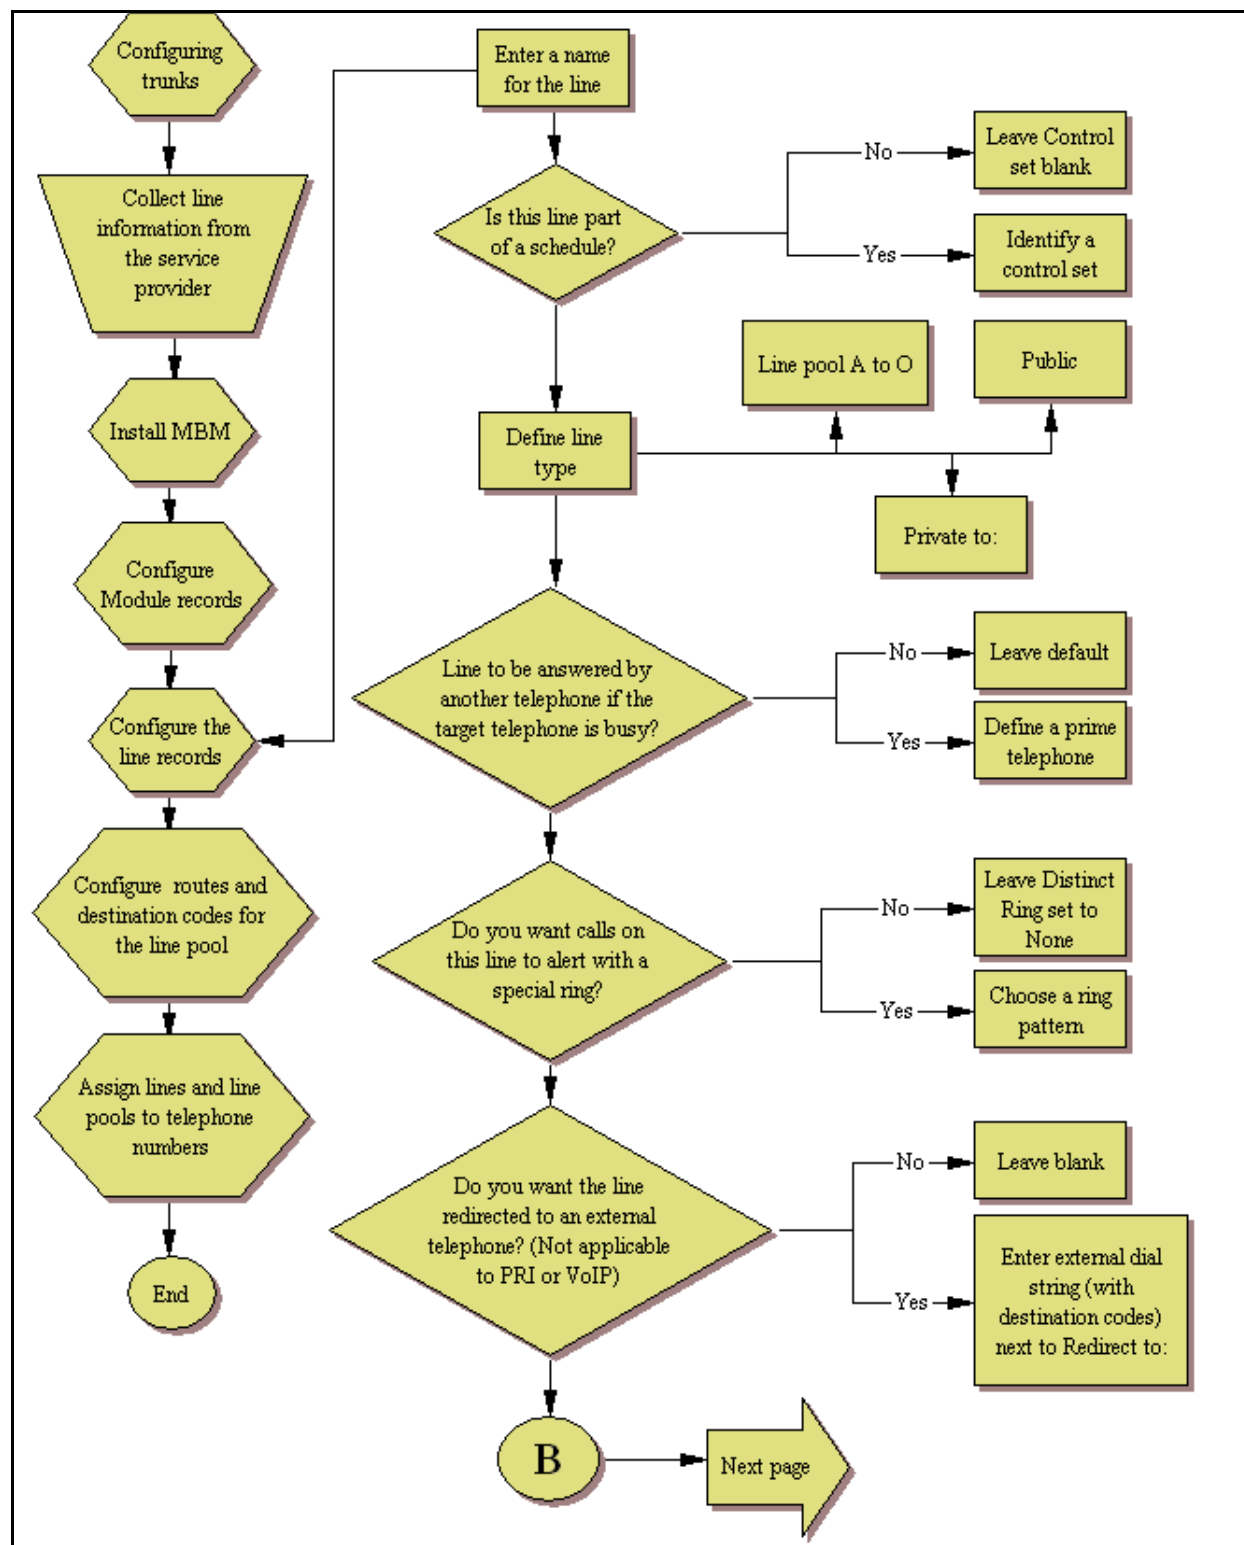 Configuring
trunks
Collect line
information from
the service
provider
Install MBM
Configure
Module records
Configure the
line records
Configure routes and
destination codes for
the line pool
Assign lines and line
pools to telephone
numbers
End
Enter a name
for the line
Is this line part
of a schedule?
No
Leave Control
set blank
Yes
Identify a
control set
Define line
type
Line pool A to O
Public
Private to:
Line to be answered by
another telephone if the
target telephone is busy?
No
Leave default
Yes
Define a prime
telephone
Do you want calls on
this line to alert with a
special ring?
No
Leave Distinct
Ring set to
None
Yes
Choose a ring
pattern
Do you want the line
redirected to an external
telephone? (Not applicable
to PRI or VoIP)
No
Leave blank
Yes
Enter external dial
string (with
destination codes)
next to Redirect to:
B
Next page